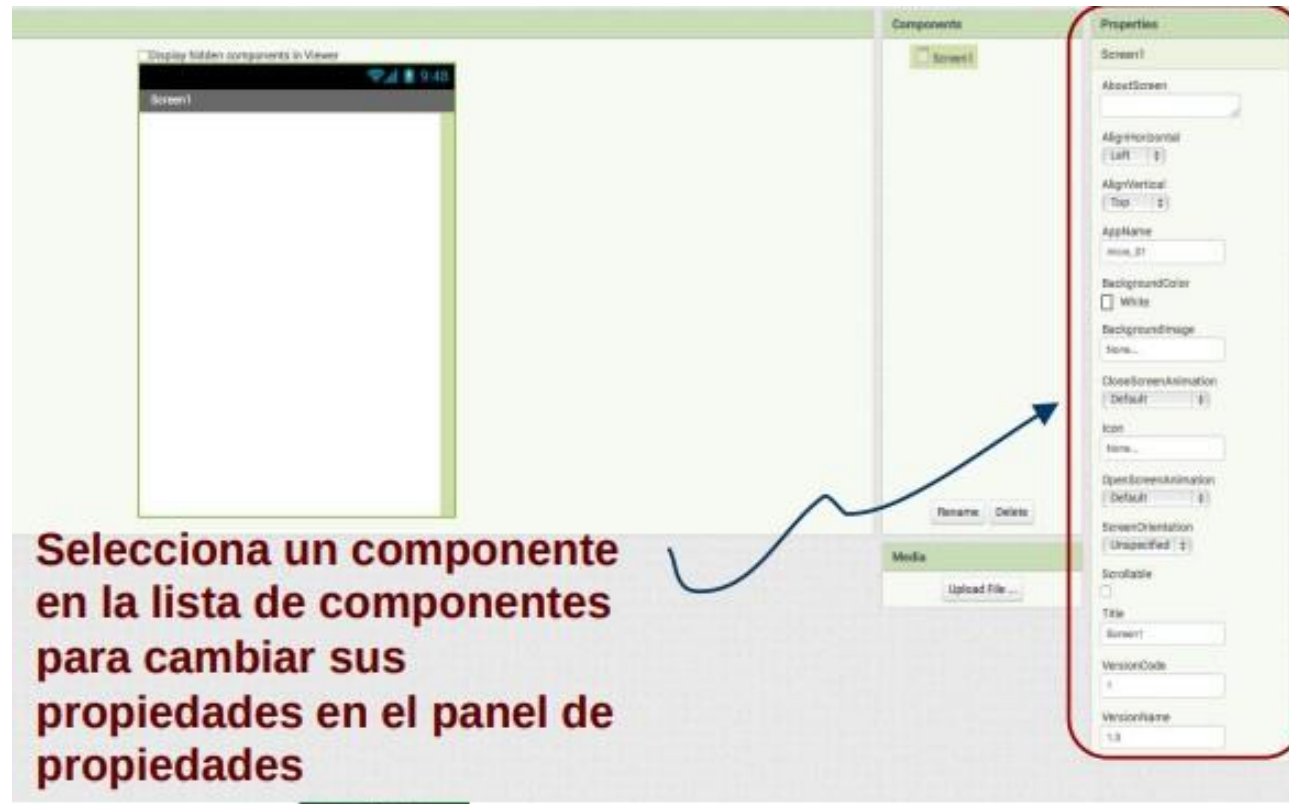 Display hidden components in Viewer
9:48
Screen1
Selecciona un componente
en la lista de componentes
para cambiar sus
propiedades en el panel de
propiedades
Components
Screen1
Rename Delete
Media
Upload File ...
Properties
Screen1
AboutScreen
AlignHorizontal
Left
AlignVertical
Top
AppName
BackgroundColor
White
BackgroundImage
None...
CloseScreenAnimation
Default
Icon
None...
OpenScreenAnimation
Default
ScreenOrientation
Unspecified
Scrollable
Title
Screen1
VersionCode
1
VersionName
1.0